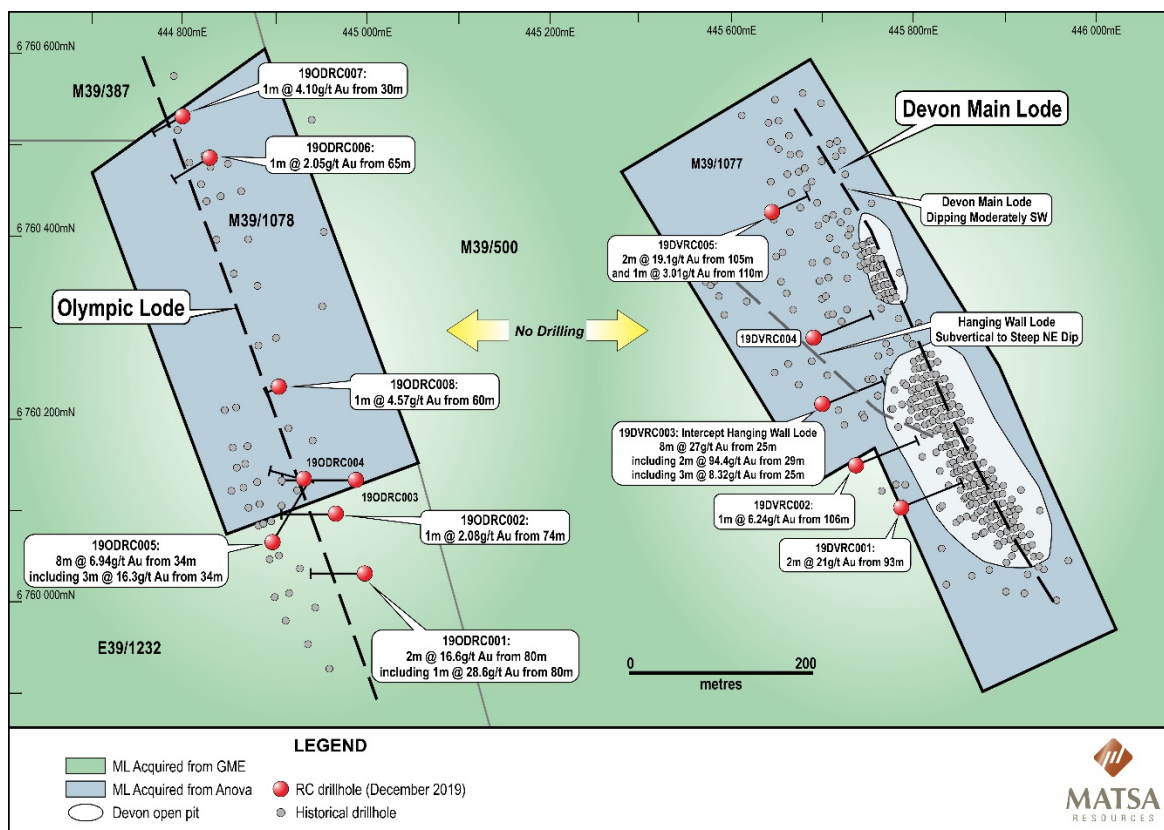 444 800mE
445 000mE
445 200mE
445 600mE
445 800mE
446 000mE
6 760 600mN
6 760 400mN
6 760 200mN
6 760 000mN
M39/387
19ODRC007:
1m @ 4.10g/t Au from 30m
19ODRC006:
1m @ 2.05g/t Au from 65m
M39/1078
M39/500
Olympic Lode
No Drilling
19ODRC008:
1m @ 4.57g/t Au from 60m
19ODRC004
19ODRC003
19ODRC002:
1m @ 2.08g/t Au from 74m
19ODRC005:
8m @ 6.94g/t Au from 34m
including 3m @ 16.3g/t Au from 34m
19ODRC001:
2m @ 16.6g/t Au from 80m
including 1m @ 28.6g/t Au from 80m
E39/1232
Devon Main Lode
M39/1077
Devon Main Lode
Dipping Moderately SW
19DVRC005:
2m @ 19.1g/t Au from 105m
and 1m @ 3.01g/t Au from 110m
19DVRC004
Hanging Wall Lode
Subvertical to Steep NE Dip
19DVRC003: Intercept Hanging Wall Lode
8m @ 27g/t Au from 25m
including 2m @ 94.4g/t Au from 29m
including 3m @ 8.32g/t Au from 25m
19DVRC002:
1m @ 6.24g/t Au from 106m
19DVRC001:
2m @ 21g/t Au from 93m
0
200
metres
LEGEND
ML Acquired from GME
ML Acquired from Anova
Devon open pit
RC drillhole (December 2019)
Historical drillhole
MATSA
RESOURCES